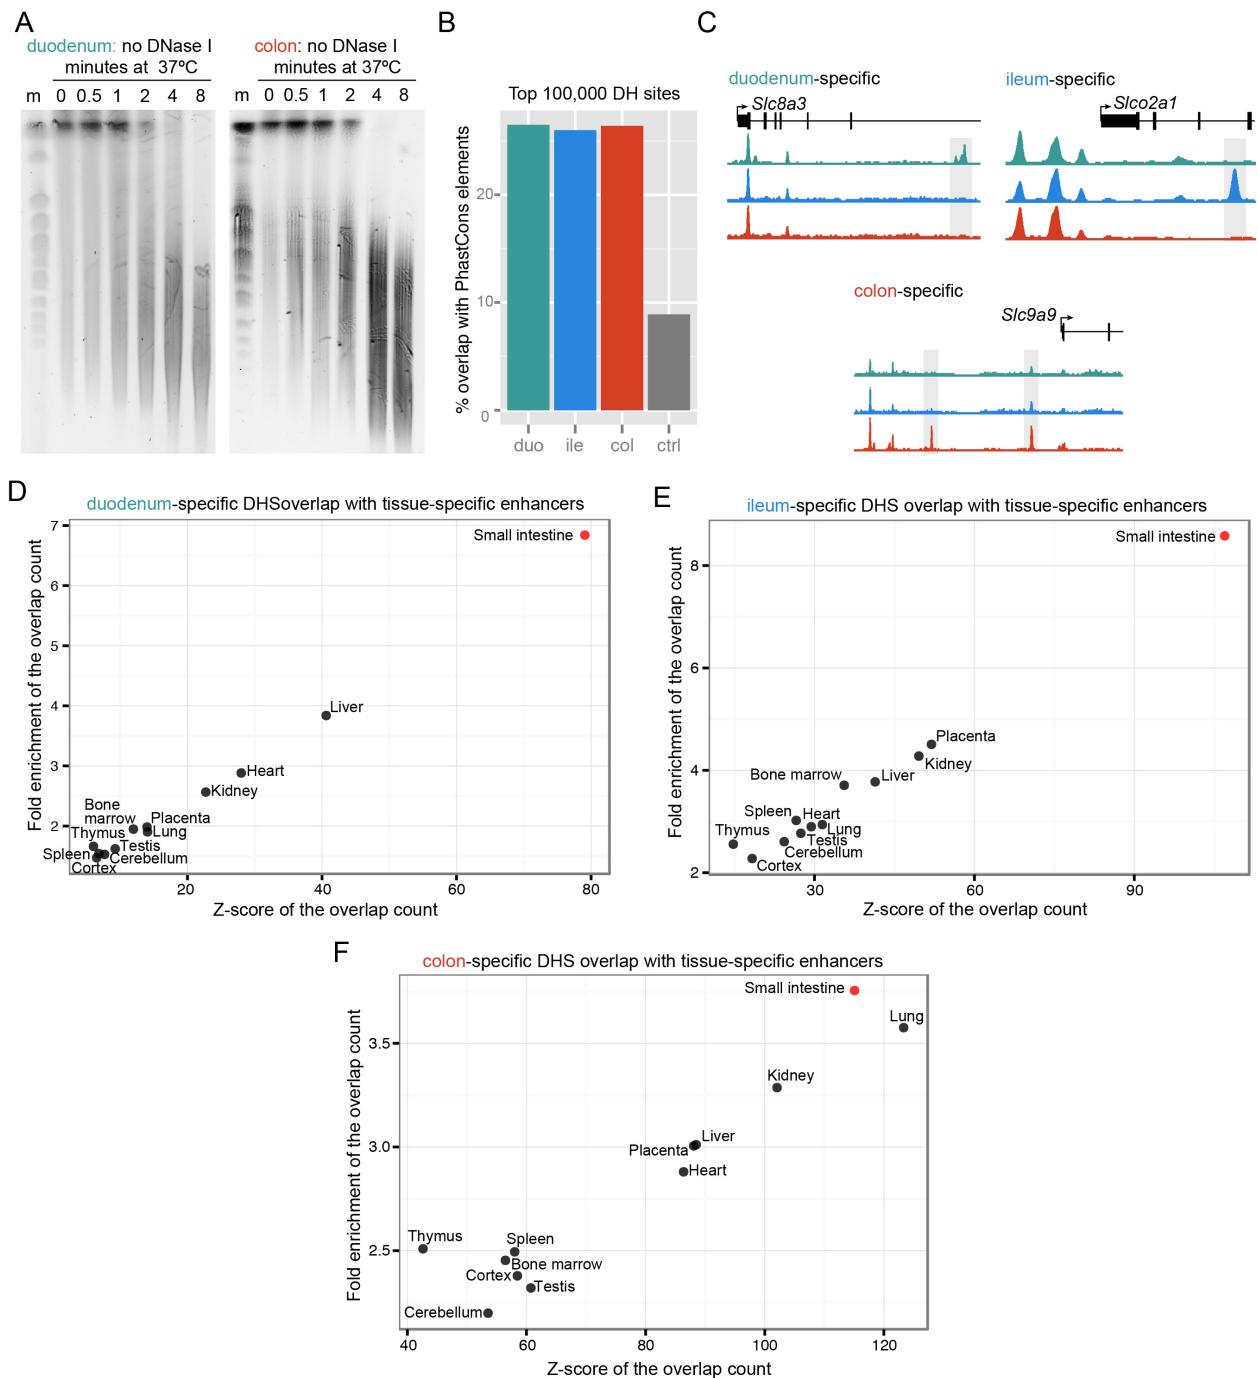 A
duodenum: no DNase I
minutes at 37ºC
m 0 0.5 1 2 4 8
colon: no DNase I
minutes at 37ºC
m 0 0.5 1 2 4 8
B
Top 100,000 DH sites
% overlap with PhastCons elements
20
10
0
duo ile col ctrl
C
duodenum-specific
Slc8a3
ileum-specific
Slco2a1
colon-specific
Slc9a9
D
duodenum-specific DHSoverlap with tissue-specific enhancers
Fold enrichment of the overlap count
7
6
5
4
3
2
Small intestine
Liver
Heart
Kidney
Bone
marrow
Placenta
Thymus
Lung
Testis
Spleen
Cerebellum
Cortex
20 40 60 80
Z-score of the overlap count
E
ileum-specific DHS overlap with tissue-specific enhancers
Fold enrichment of the overlap count
8
6
4
2
Small intestine
Placenta
Kidney
Bone marrow
Liver
Spleen
Heart
Thymus
Lung
Testis
Cerebellum
Cortex
30 60 90
Z-score of the overlap count
F
colon-specific DHS overlap with tissue-specific enhancers
Fold enrichment of the overlap count
3.5
3.0
2.5
Small intestine
Lung
Kidney
Liver
Placenta
Heart
Thymus
Spleen
Bone marrow
Cortex
Testis
Cerebellum
40 60 80 100 120
Z-score of the overlap count